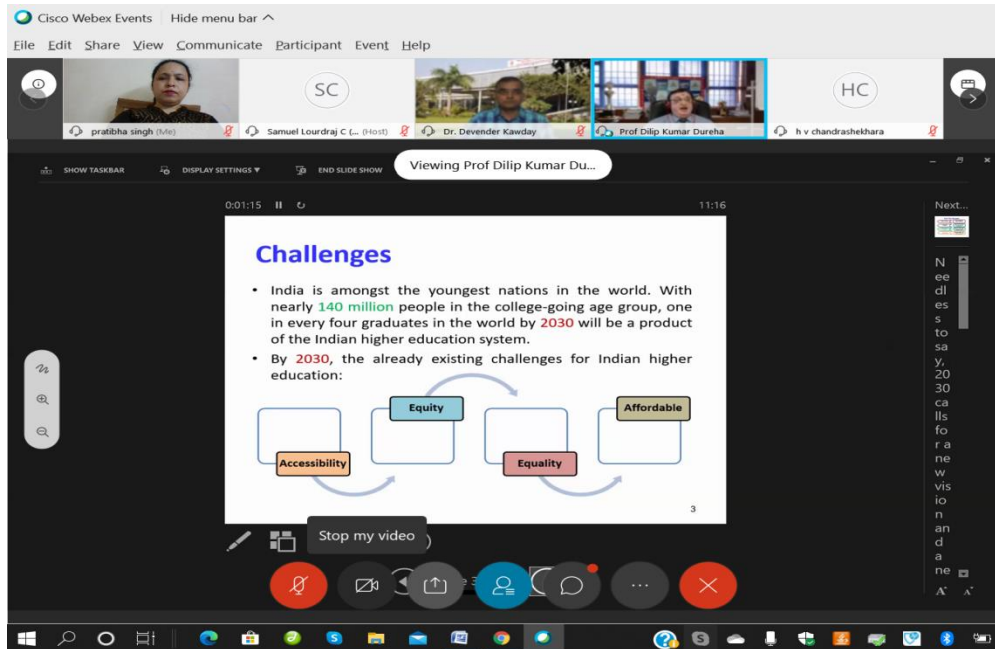 Cisco Webex Events
Hide menu bar
File Edit Share View Communicate Participant Event Help
SC
HC
pratibha singh (Me)
Samuel Lourdraj C (... (Host)
Dr. Devender Kawday
Prof Dilip Kumar Dureha
h v chandrashekhara
Viewing Prof Dilip Kumar Du...
SHOW TASKBAR
DISPLAY SETTINGS ▼
END SLIDE SHOW
0:01:15
11:16
Next...
Challenges
• India is amongst the youngest nations in the world. With
nearly 140 million people in the college-going age group, one
in every four graduates in the world by 2030 will be a product
of the Indian higher education system.
• By 2030, the already existing challenges for Indian higher
education:
Equity
Affordable
Accessibility
Equality
3
N
ee
dl
es
s
to
sa
y,
20
30
ca
lls
fo
r a
ne
w
vis
io
n
an
d
a
ne
Stop my video
A A